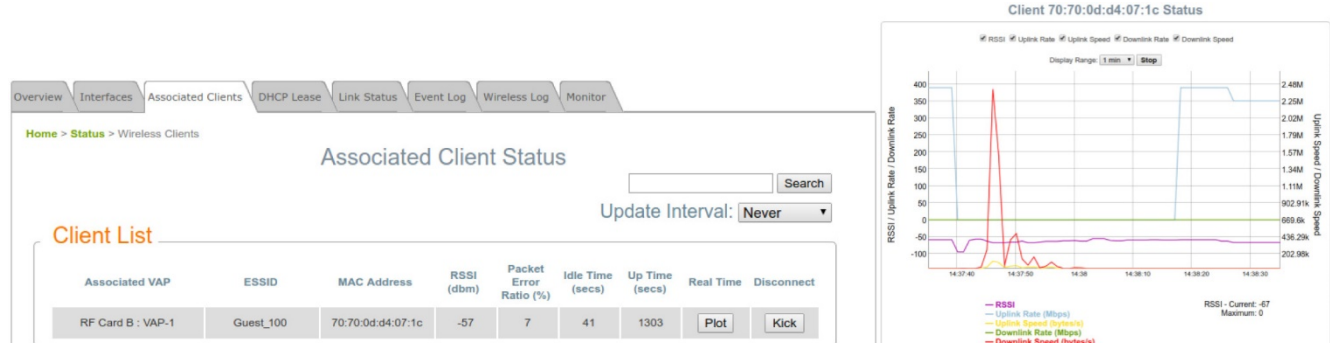 Client 70:70:0d:d4:07:1c Status
RSSI Uplink Rate Uplink Speed Downlink Rate Downlink Speed
Display Range: 1 min Stop
Overview Interfaces Associated Clients DHCP Lease Link Status Event Log Wireless Log Monitor
Home > Status > Wireless Clients
Associated Client Status
Search
Update Interval: Never
Client List
Associated VAP ESSID MAC Address RSSI (dbm) Packet Error Ratio (%) Idle Time (secs) Up Time (secs) Real Time Disconnect
RF Card B : VAP-1 Guest_100 70:70:0d:d4:07:1c -57 7 41 1303 Plot Kick
RSSI / Uplink Rate / Downlink Rate
400
350
300
250
200
150
100
50
0
-50
-100
2.48M
2.25M
2.02M
1.79M
1.57M
1.34M
1.11M
902.91k
669.6k
436.29k
202.98k
Uplink Speed / Downlink Speed
14:37:40 14:37:50 14:38 14:38:10 14:38:20 14:38:30
RSSI
Uplink Rate (Mbps)
Uplink Speed (bytes/s)
Downlink Rate (Mbps)
Downlink Speed (bytes/s)
RSSI - Current: -67
Maximum: 0